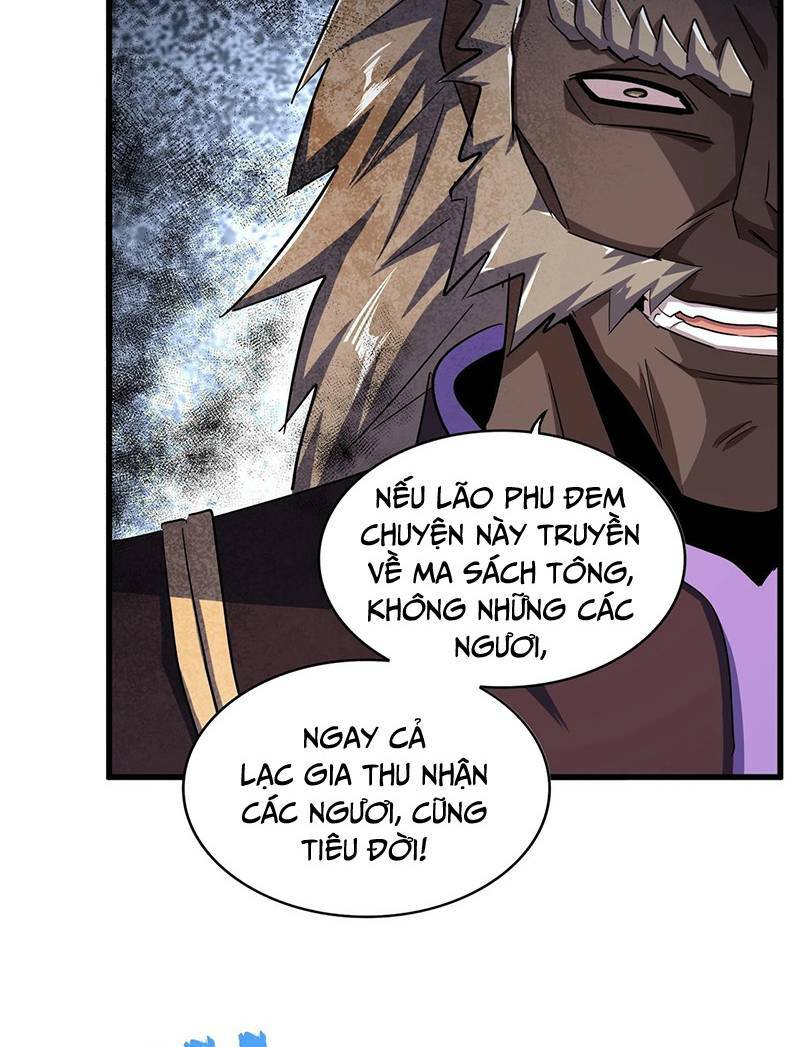 NẾU LÃO PHU ĐEM
CHUYỆN NÀY TRUYỀN
VỀ MA SÁCH TÔNG,
KHÔNG NHỮNG CÁC
NGƯƠI,
NGAY CẢ
LẠC GIA THU NHẬN
CÁC NGƯƠI, CŨNG
TIÊU ĐỜI!